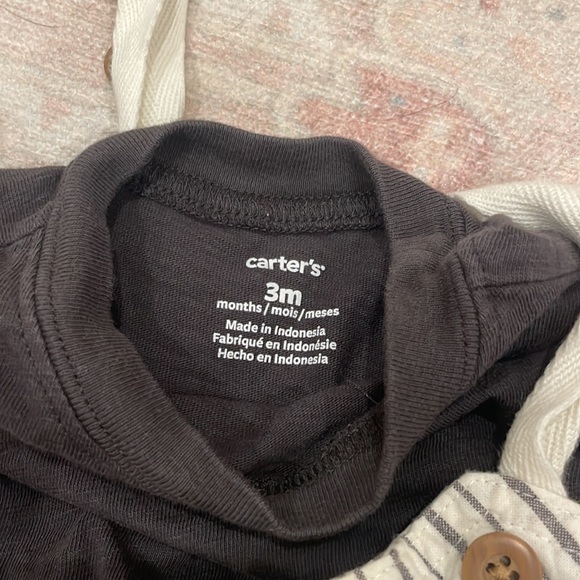 carter's
3m
months/mois/meses
Made in Indonesia
Fabriqué en Indonésie
Hecho en Indonesia